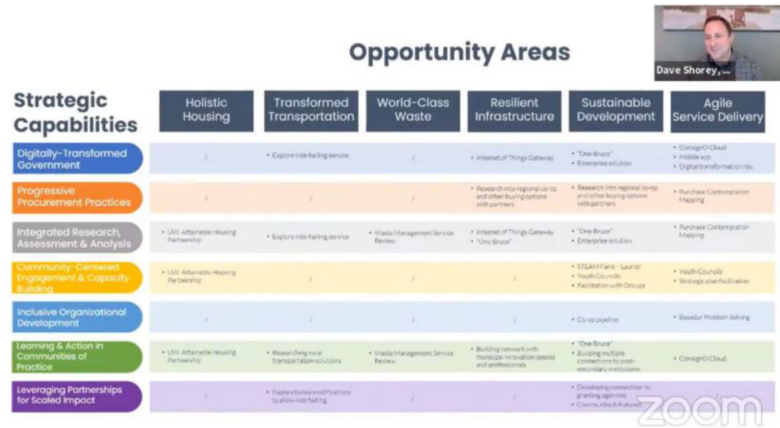 Opportunity Areas
Dave Shorey, ...
Strategic
Capabilities
Holistic
Housing
Transformed
Transportation
World-Class
Waste
Resilient
Infrastructure
Sustainable
Development
Agile
Service Delivery
Digitally-Transformed
Government
/
• Explore ride-hailing service
/
• Internet of Things Gateway
• "One Bruce"
• Enterprise solution
• ConsignO Cloud
• Mobile app
• Digital transformation rev.
Progressive
Procurement Practices
/
/
/
• Research into regional co-op
and other buying options
with partners
• Research into regional co-op
and other buying options
with partners
• Purchase Contemplation
Mapping
Integrated Research,
Assessment & Analysis
• UW Attainable Housing
Partnership
• Explore ride hailing service
• Waste Management Service
Review
• Internet of Things Gateway
• "One Bruce"
• "One Bruce"
• Enterprise solution
• Purchase Contemplation
Mapping
Community-Centered
Engagement & Capacity
Building
• UW Attainable Housing
Partnership
/
/
/
• STEAM Faire - Laurier
• Youth Councils
• Facilitation with Groups
• Youth Councils
• Strategic plan facilitation
Inclusive Organizational
Development
/
/
/
/
• Co-op pipeline
• Basadur Problem Solving
Learning & Action in
Communities of
Practice
• UW Attainable Housing
Partnership
• Researching rural
transportation solutions
• Waste Management Service
Review
• Building network with
municipal innovation spaces
and professionals
• "One Bruce"
• Building multiple
connections to post-
secondary institutions
• ConsignO Cloud
Leveraging Partnerships
for Scaled Impact
/
• Explore bylaw modifications
to allow ride hailing
/
/
• Developing connection to
granting agencies
• Communitech
zoom